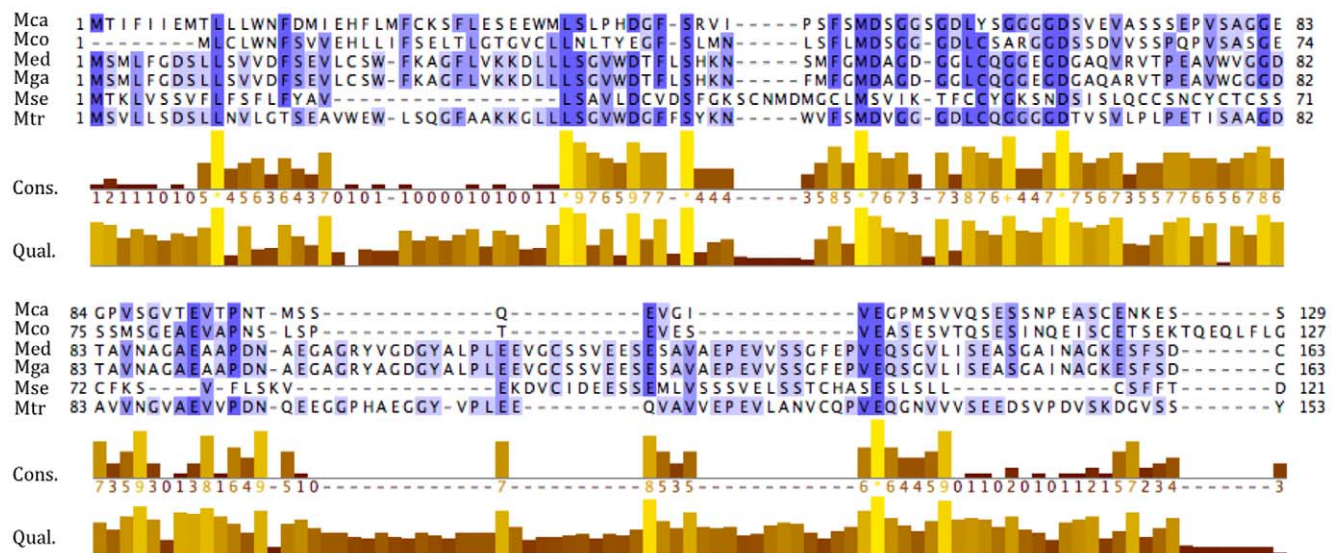 Mca 1 MTIFIIEMTLLLWNFDMIEHFLMFCKSFLESEEWMLSLPHDGF-SRVI-----PSFSMDSGGSGDLYSGGGGDSVEVASSSEPVSAGGE 83
Mco 1 --------MLCLWNFSVVEHLLIFSELTLGTGVCLLNLTYEGF-SLMN-----LSFLMDSGG-GDLCSARGGDSSDVVSSPQPVSASGE 74
Med 1 MSMLFGDSLLSVVDFSEVLCSW-FKAGFLVKKDLLLSGVWDTFLSHKN-----SMFGMDAGD-GGLCQGGEGDGAQVRVTPEAVWVGGD 82
Mga 1 MSMLFGDSLLSVVDFSEVLCSW-FKAGFLVKKDLLLSGVWDTFLSHKN-----FMFGMDAGD-GGLCQGGEGDGAQARVTPEAVWGGGD 82
Mse 1 MTKLVSSVFLFSFLFYAV-----------------LSAVLDCVDSFGKSCNMDMGCLMSVIK-TFCCYGKSNDSISLQCCSNCYCTCSS 71
Mtr 1 MSVLLSDSLLNVLGTSEAVWEW-LSQGFAAKKGLLLSGVWDGFFSYKN-----WVFSMDVGG-GDLCQGGGGDTVSVLPLPETISAAGD 82
Cons. 121110105*456364370101-100001010011*9765977-*444-----3585*7673-73876+447*7567355776656786
Qual.
Mca 84 GPVSGVTEVTPNT-MSS-------------Q----------EVGI------------VEGPMSVVQSESSNPEASCENKES-------S 129
Mco 75 SSMSGEAEVAPNS-LSP-------------T----------EVES------------VEASESVTQSESINQEISCETSEKTQEQLFLG 127
Med 83 TAVNAGAEAAPDN-AEGAGRYVGDGYALPLEEVGCSSVEESESAVAEPEVVSSGFEPVEQSGVLISEASGAINAGKESFSD-------C 163
Mga 83 TAVNAGAEAAPDN-AEGAGRYAGDGYALPLEEVGCSSVEESESAVAEPEVVSSGFEPVEQSGVLISEASGAINAGKESFSD-------C 163
Mse 72 CFKS----V-FLSKV---------------EKDVCIDEESSEMLVSSSVELSSTCHASESLSLL------------CSFFT-------D 121
Mtr 83 AVVNGVAEVVPDN-QEEGGPHAEGGY-VPLEE---------QVAVVEPEVLANVCQPVEQGNVVVSEEDSVPDVSKDGVSS-------Y 153
Cons. 7359301381649-510-------------7----------8535------------6*6445901102010112157234-------3
Qual.